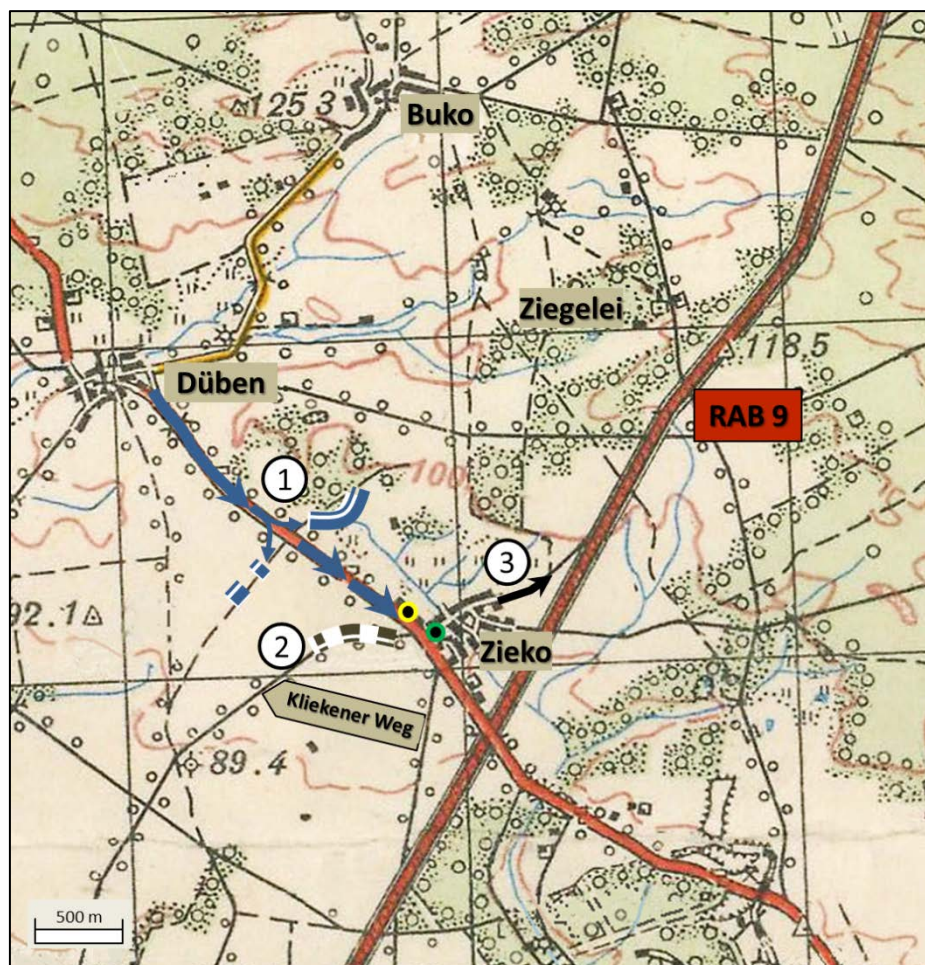 125.3
Buko
Ziegelei
118.5
Düben
RAB 9
1
100
3
92.1
2
Zieko
Kliekener Weg
89.4
500 m